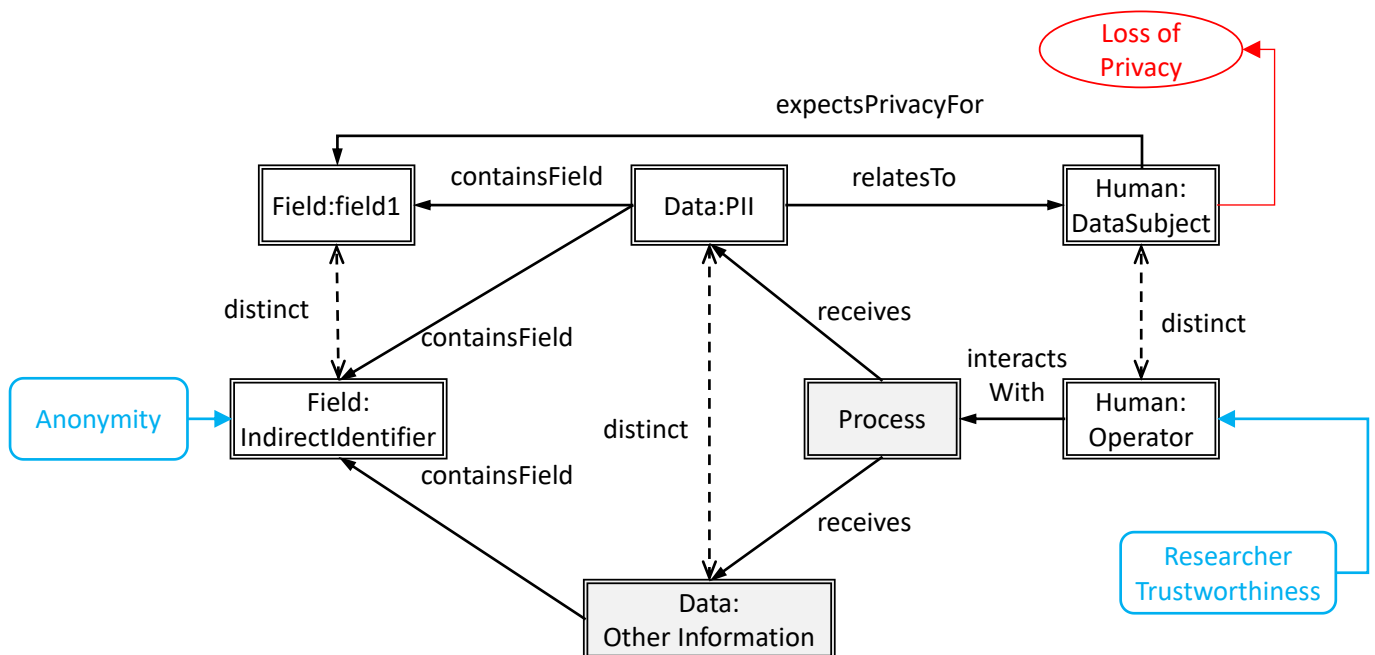 Loss of
Privacy
expectsPrivacyFor
containsField
relatesTo
Field:field1
Data:PII
Human:
DataSubject
distinct
containsField
receives
distinct
interacts
With
Anonymity
Field:
IndirectIdentifier
distinct
Process
Human:
Operator
containsField
receives
Researcher
Trustworthiness
Data:
Other Information